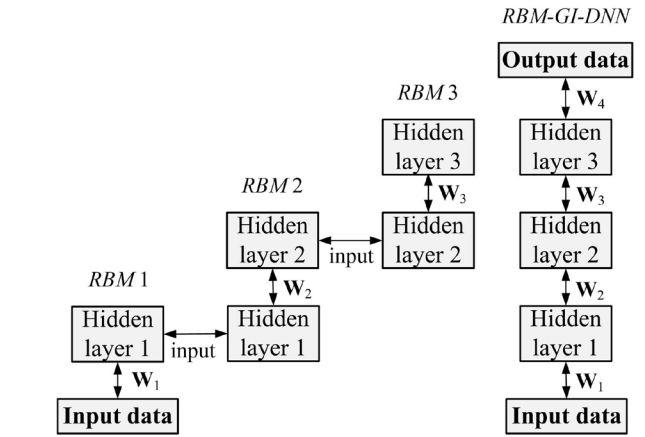 RBM-GI-DNN
Output data
W4
RBM 3
Hidden
layer 3
Hidden
layer 3
W3
W3
RBM 2
Hidden
layer 2
input
Hidden
layer 2
Hidden
layer 2
W2
W2
RBM 1
Hidden
layer 1
input
Hidden
layer 1
Hidden
layer 1
W1
W1
Input data
Input data